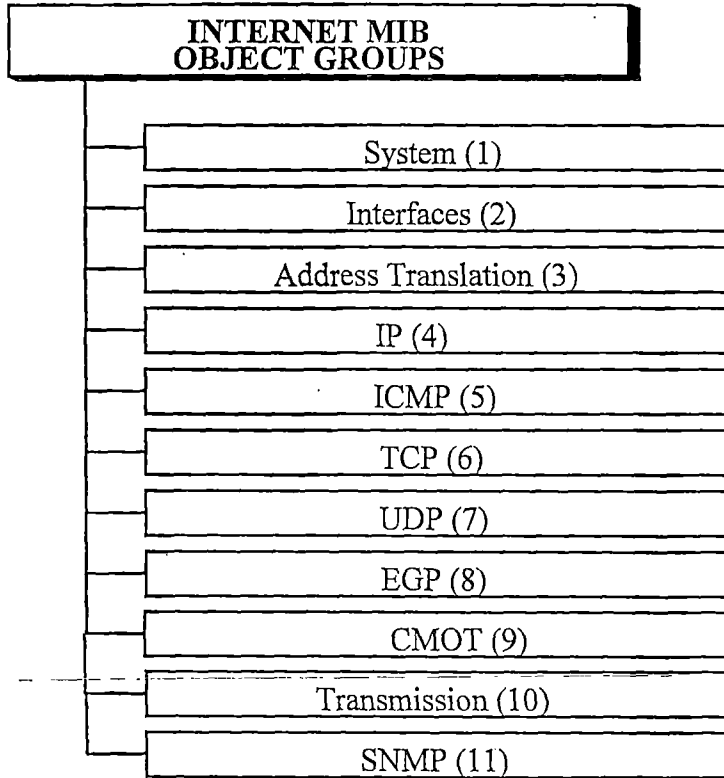 INTERNET MIB
OBJECT GROUPS
System (1)
Interfaces (2)
Address Translation (3)
IP (4)
ICMP (5)
TCP (6)
UDP (7)
EGP (8)
CMOT (9)
Transmission (10)
SNMP (11)